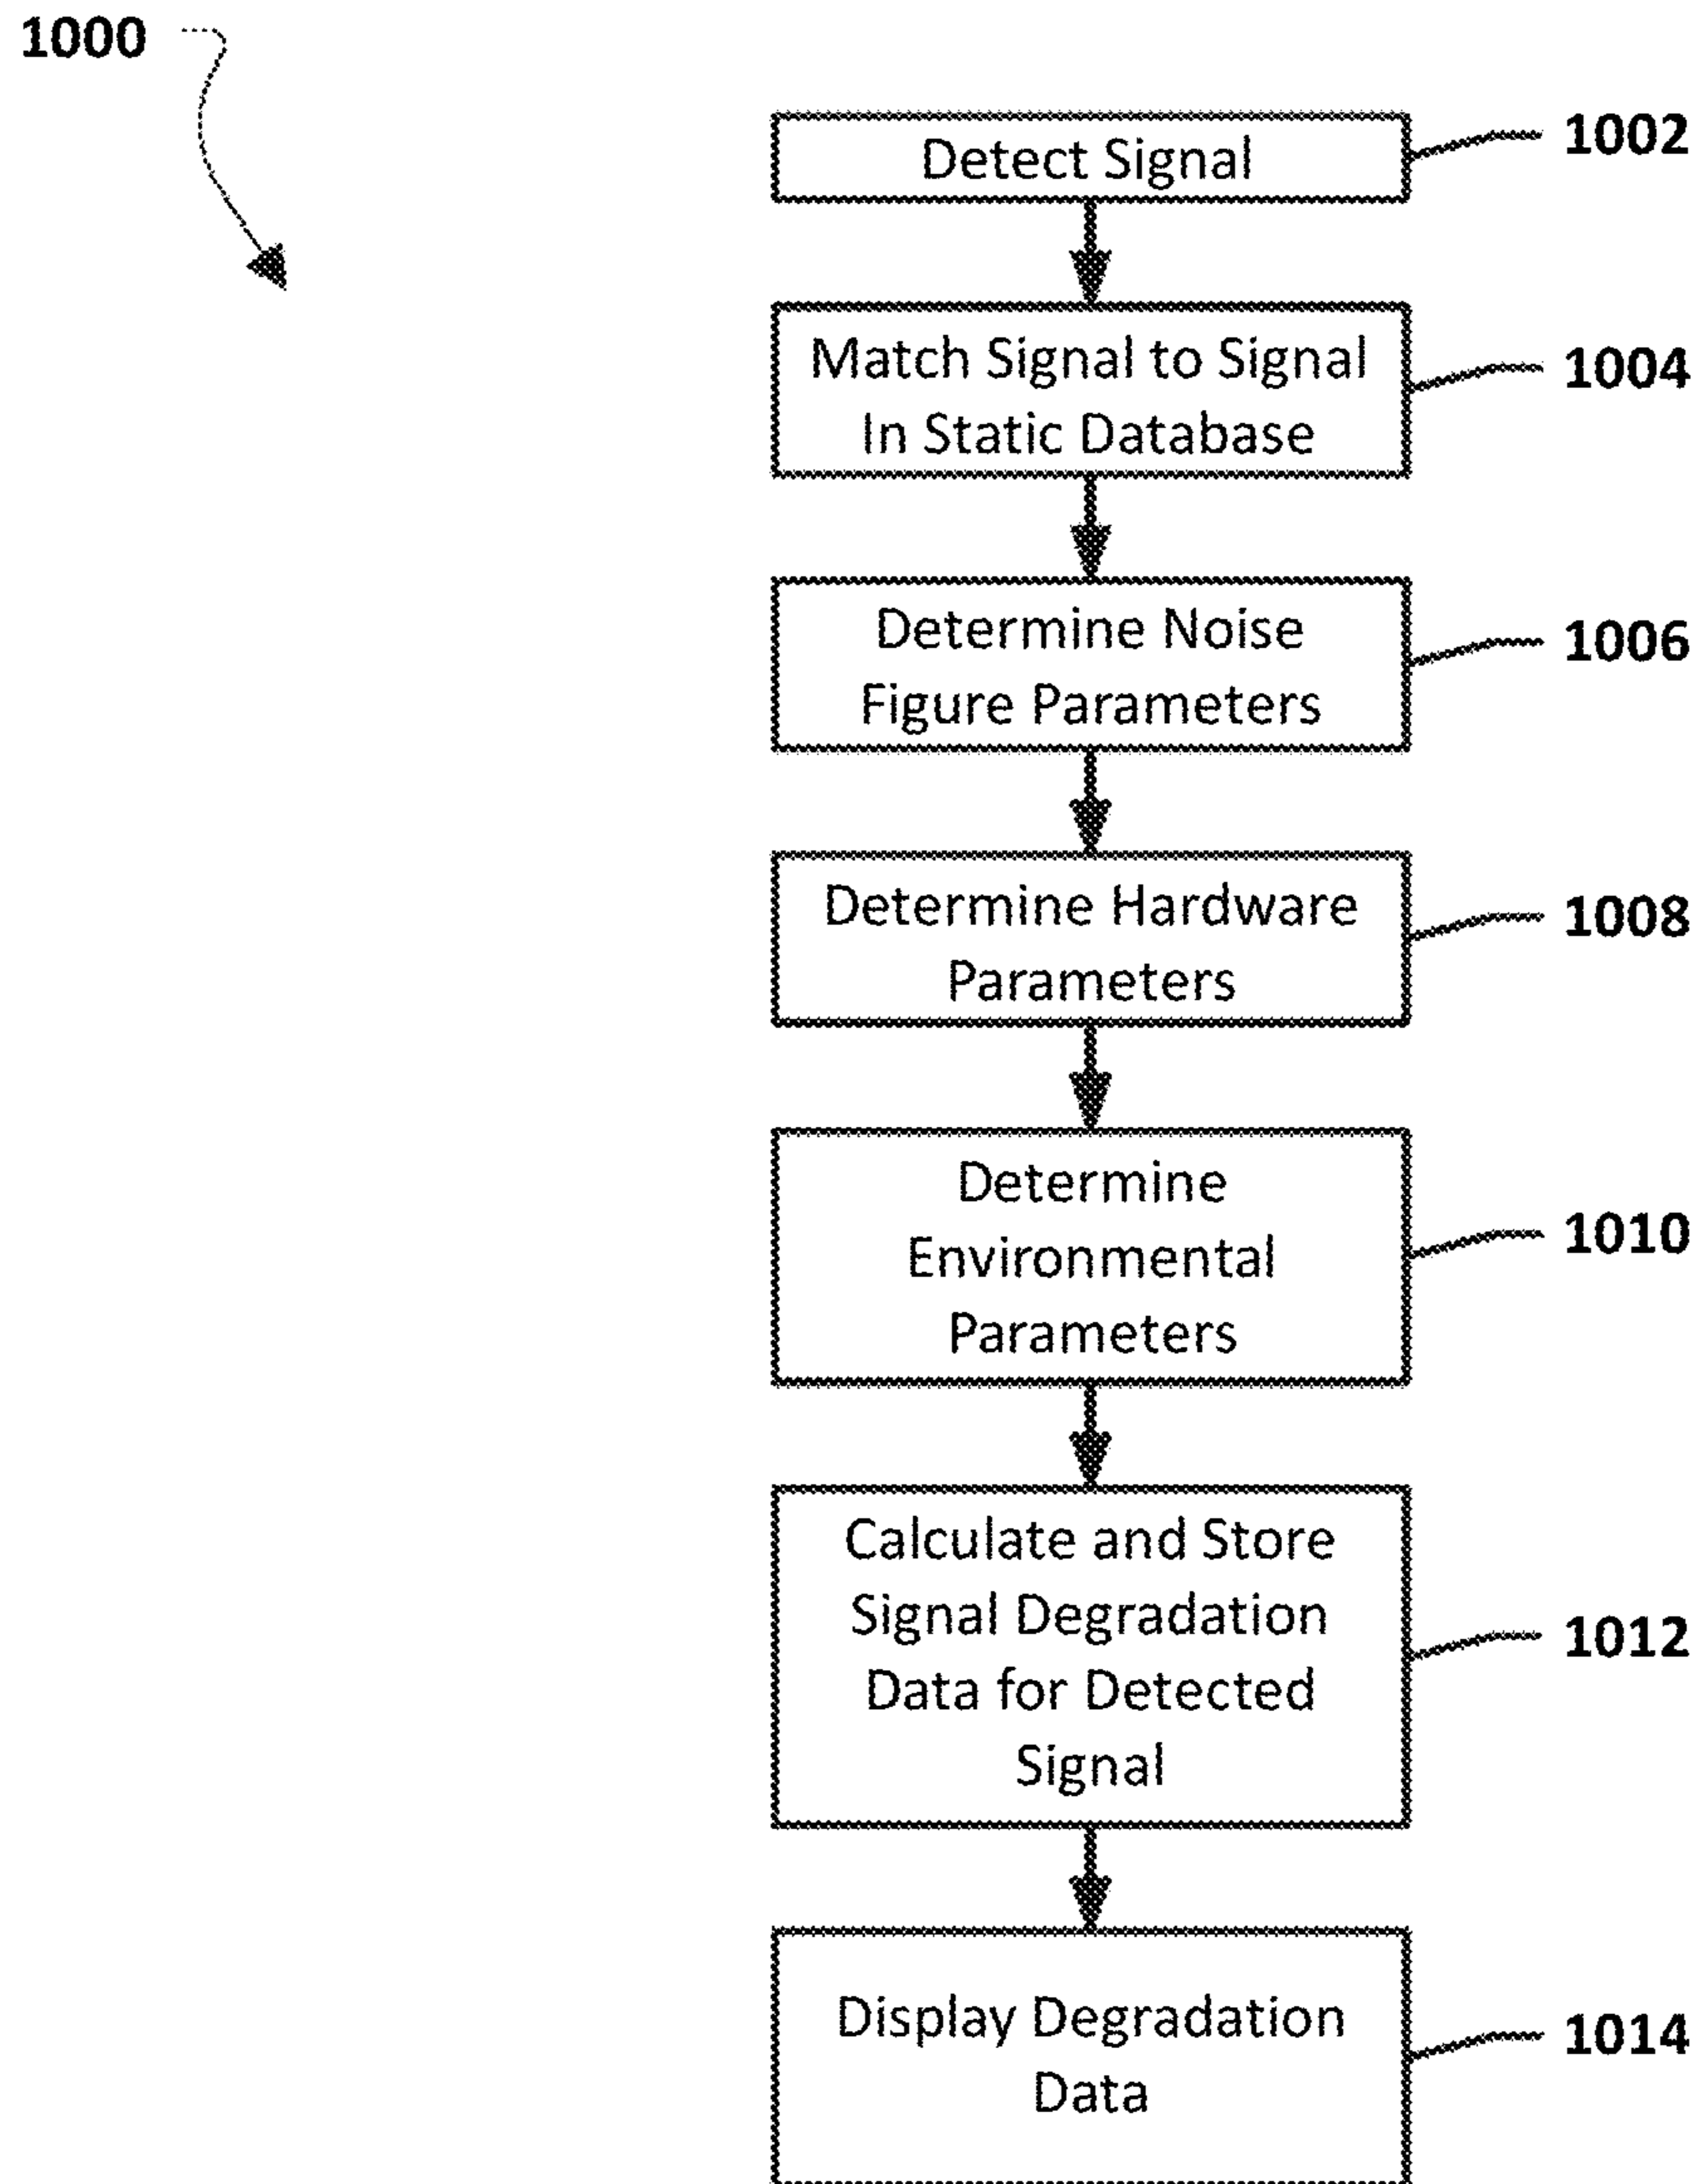 1000
Detect Signal
1002
Match Signal to Signal
In Static Database
1004
Determine Noise
Figure Parameters
1006
Determine Hardware
Parameters
1008
Determine
Environmental
Parameters
1010
Calculate and Store
Signal Degradation
Data for Detected
Signal
1012
Display Degradation
Data
1014